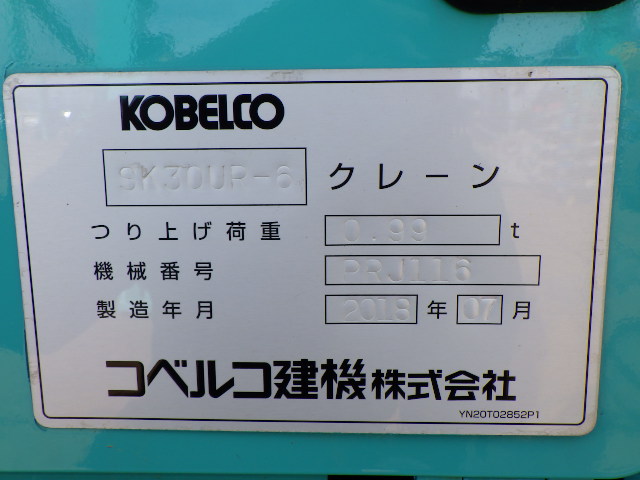 KOBELCO
SK30UR-6 クレーン
つり上げ荷重 0.99 t
機械番号 PRJ116
製造年月 2018 年 07 月
コベルコ建機株式会社
YN20T02852P1